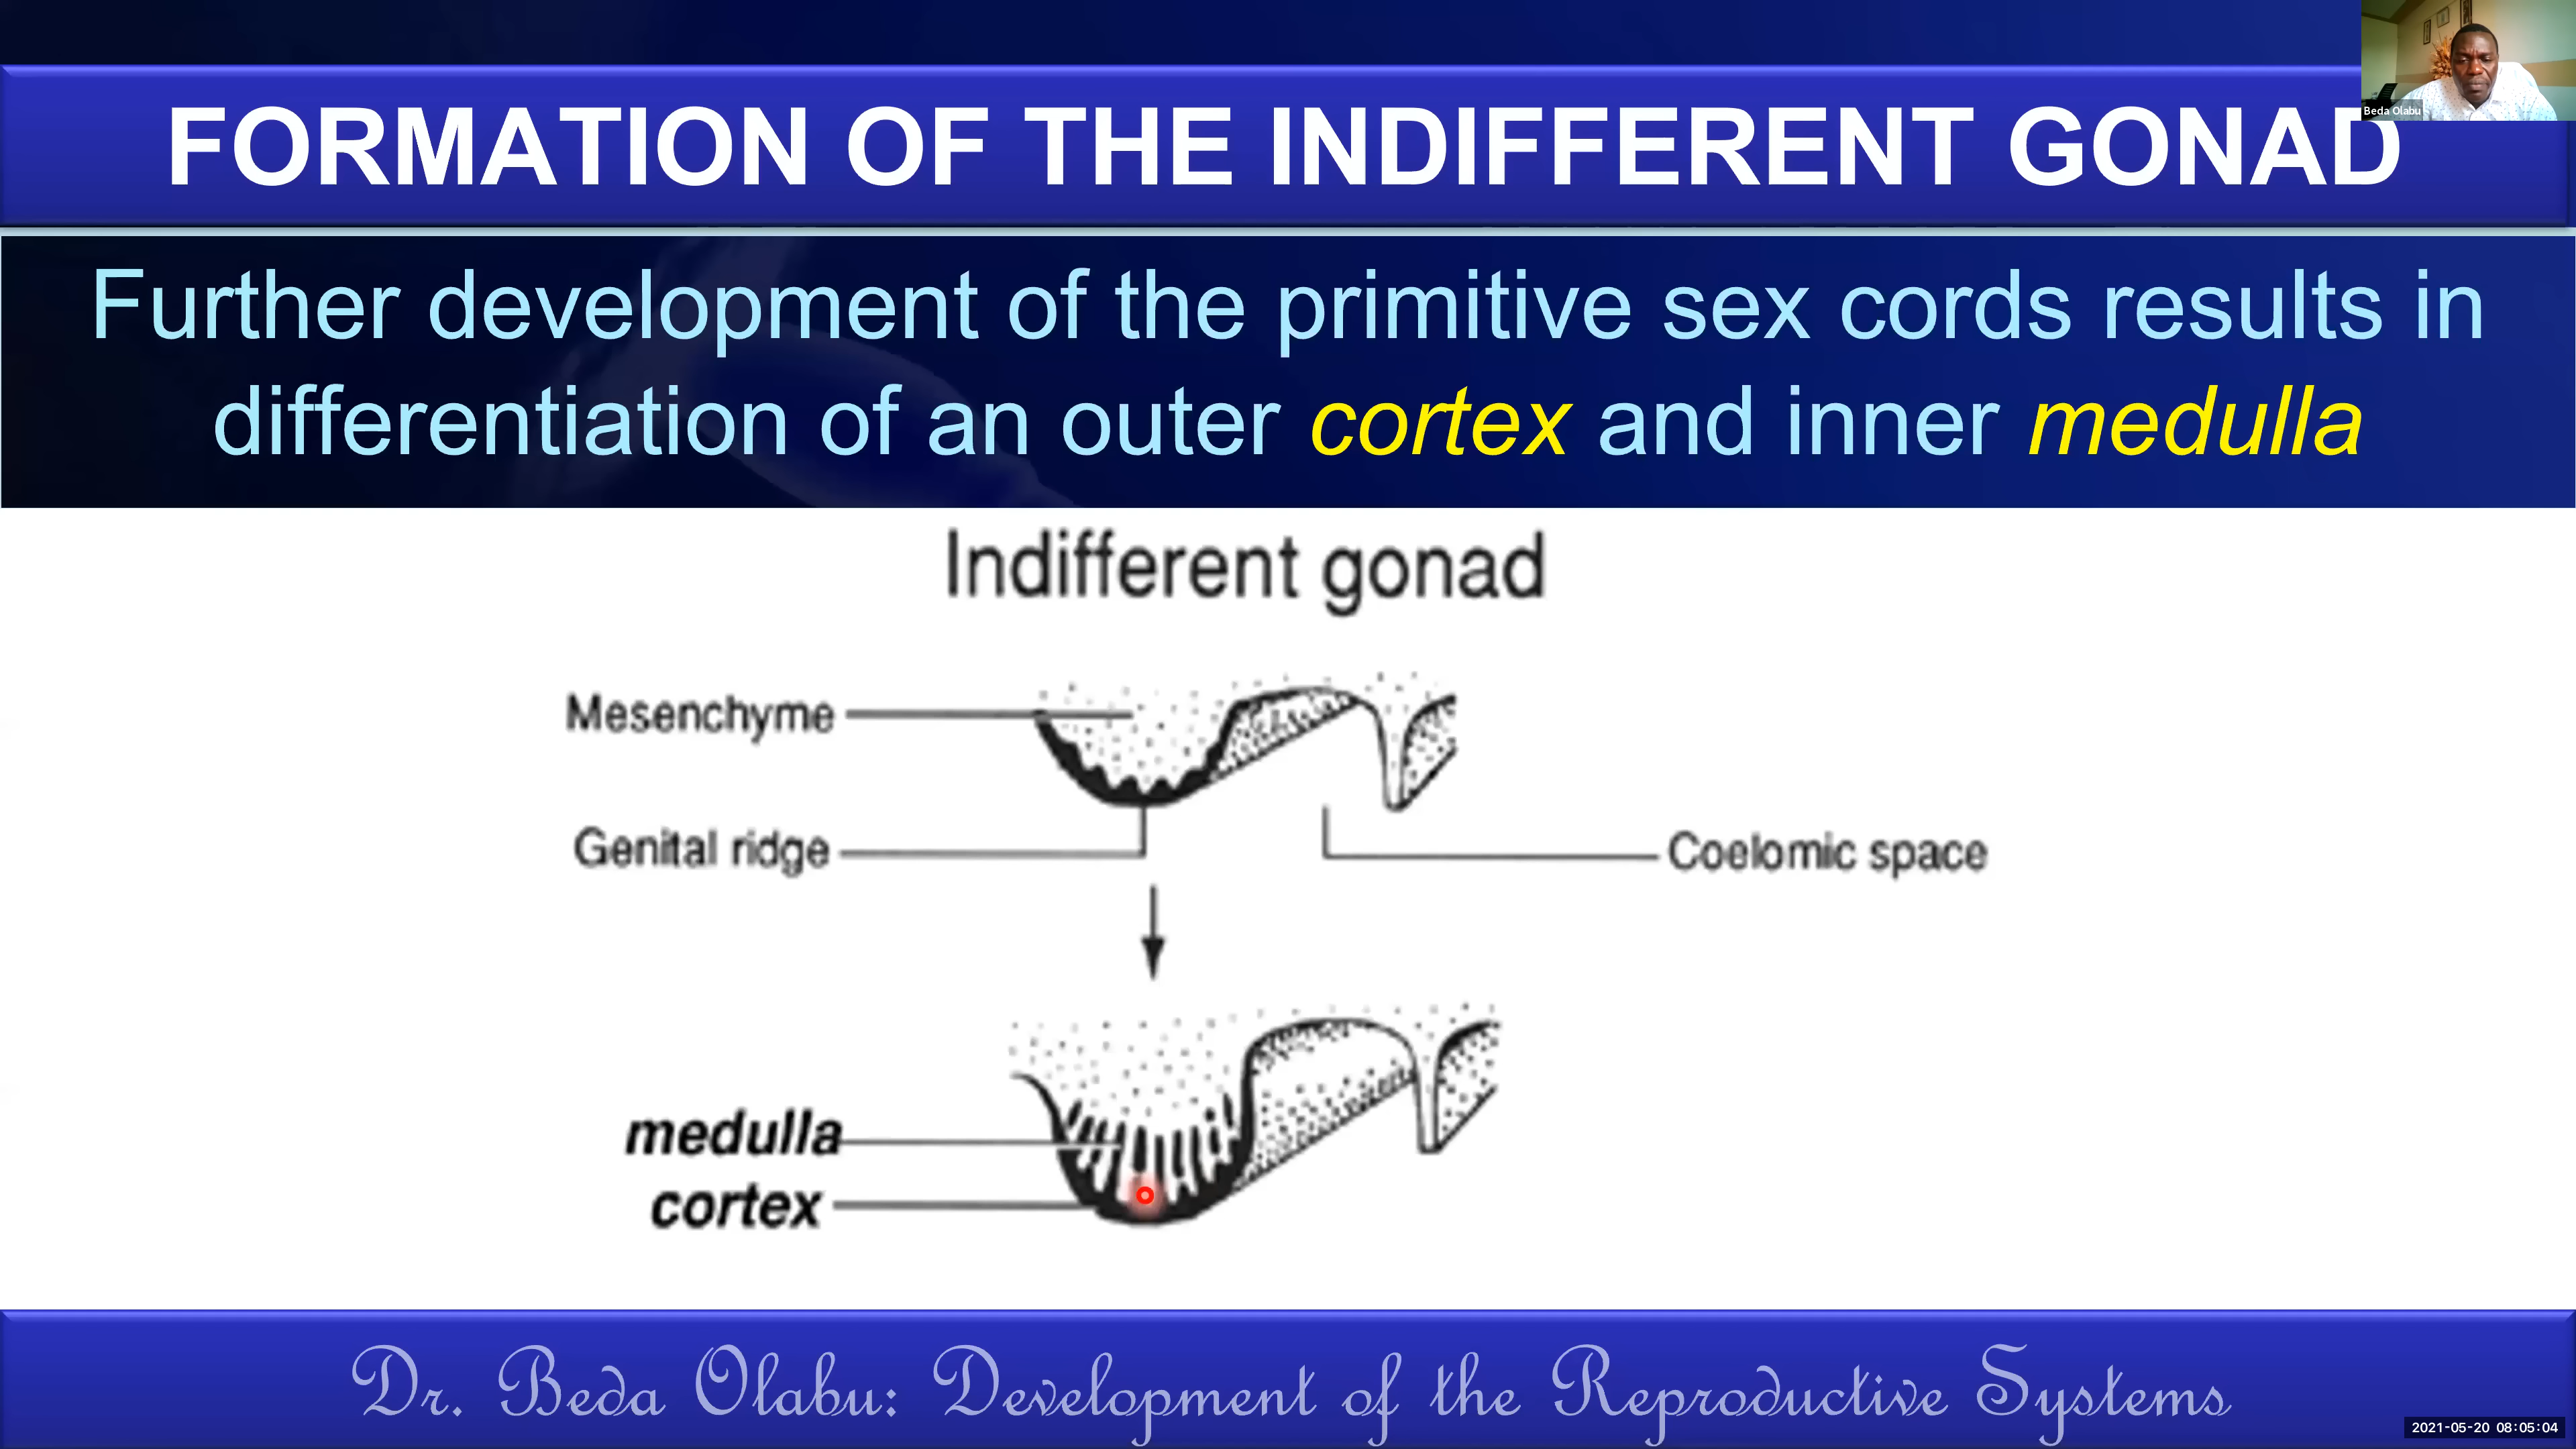 Beda Olabu
FORMATION OF THE INDIFFERENT GONAD
Further development of the primitive sex cords results in
differentiation of an outer cortex and inner medulla
Indifferent gonad
Mesenchyme
Genital ridge
Coelomic space
medulla
cortex
Dr. Beda Olabu: Development of the Reproductive Systems
2021-05-20 08:05:04